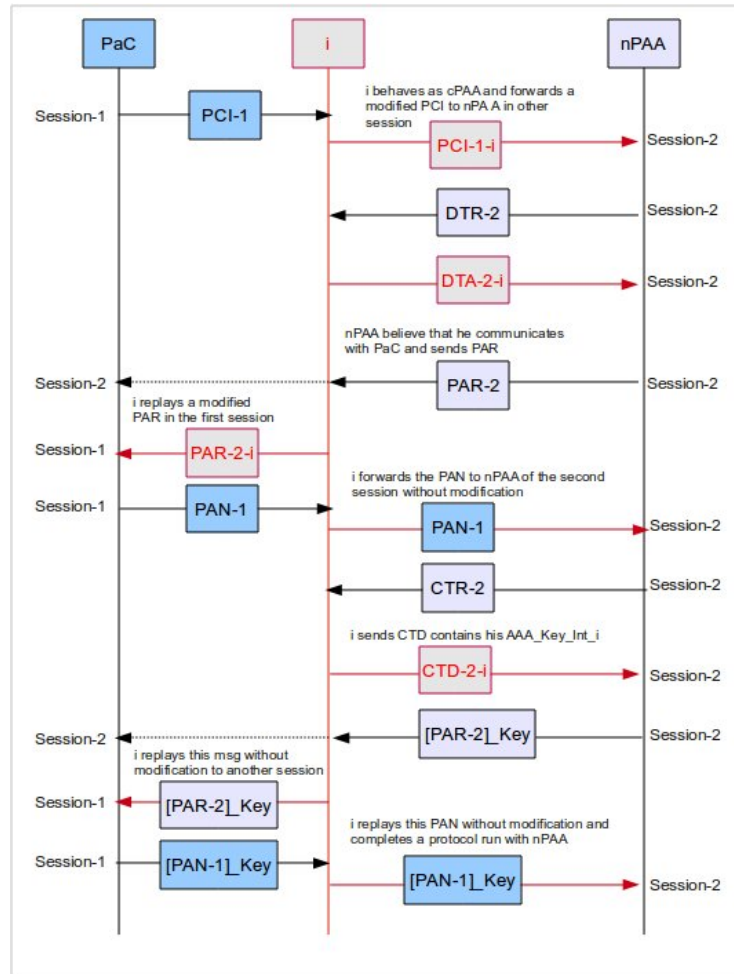 PaC
i
nPAA
i behaves as cPAA and forwards a
modified PCI to nPA A in other
session
Session-1
PCI-1
PCI-1-i
Session-2
DTR-2
Session-2
DTA-2-i
Session-2
nPAA believe that he communicates
with PaC and sends PAR
Session-2
PAR-2
Session-2
i replays a modified
PAR in the first session
Session-1
PAR-2-i
i forwards the PAN to nPAA of the second
session without modification
Session-1
PAN-1
PAN-1
Session-2
CTR-2
Session-2
i sends CTD contains his AAA_Key_Int_i
CTD-2-i
Session-2
Session-2
[PAR-2]_Key
Session-2
i replays this msg without
modification to another session
Session-1
[PAR-2]_Key
i replays this PAN without modification and
completes a protocol run with nPAA
Session-1
[PAN-1]_Key
[PAN-1]_Key
Session-2